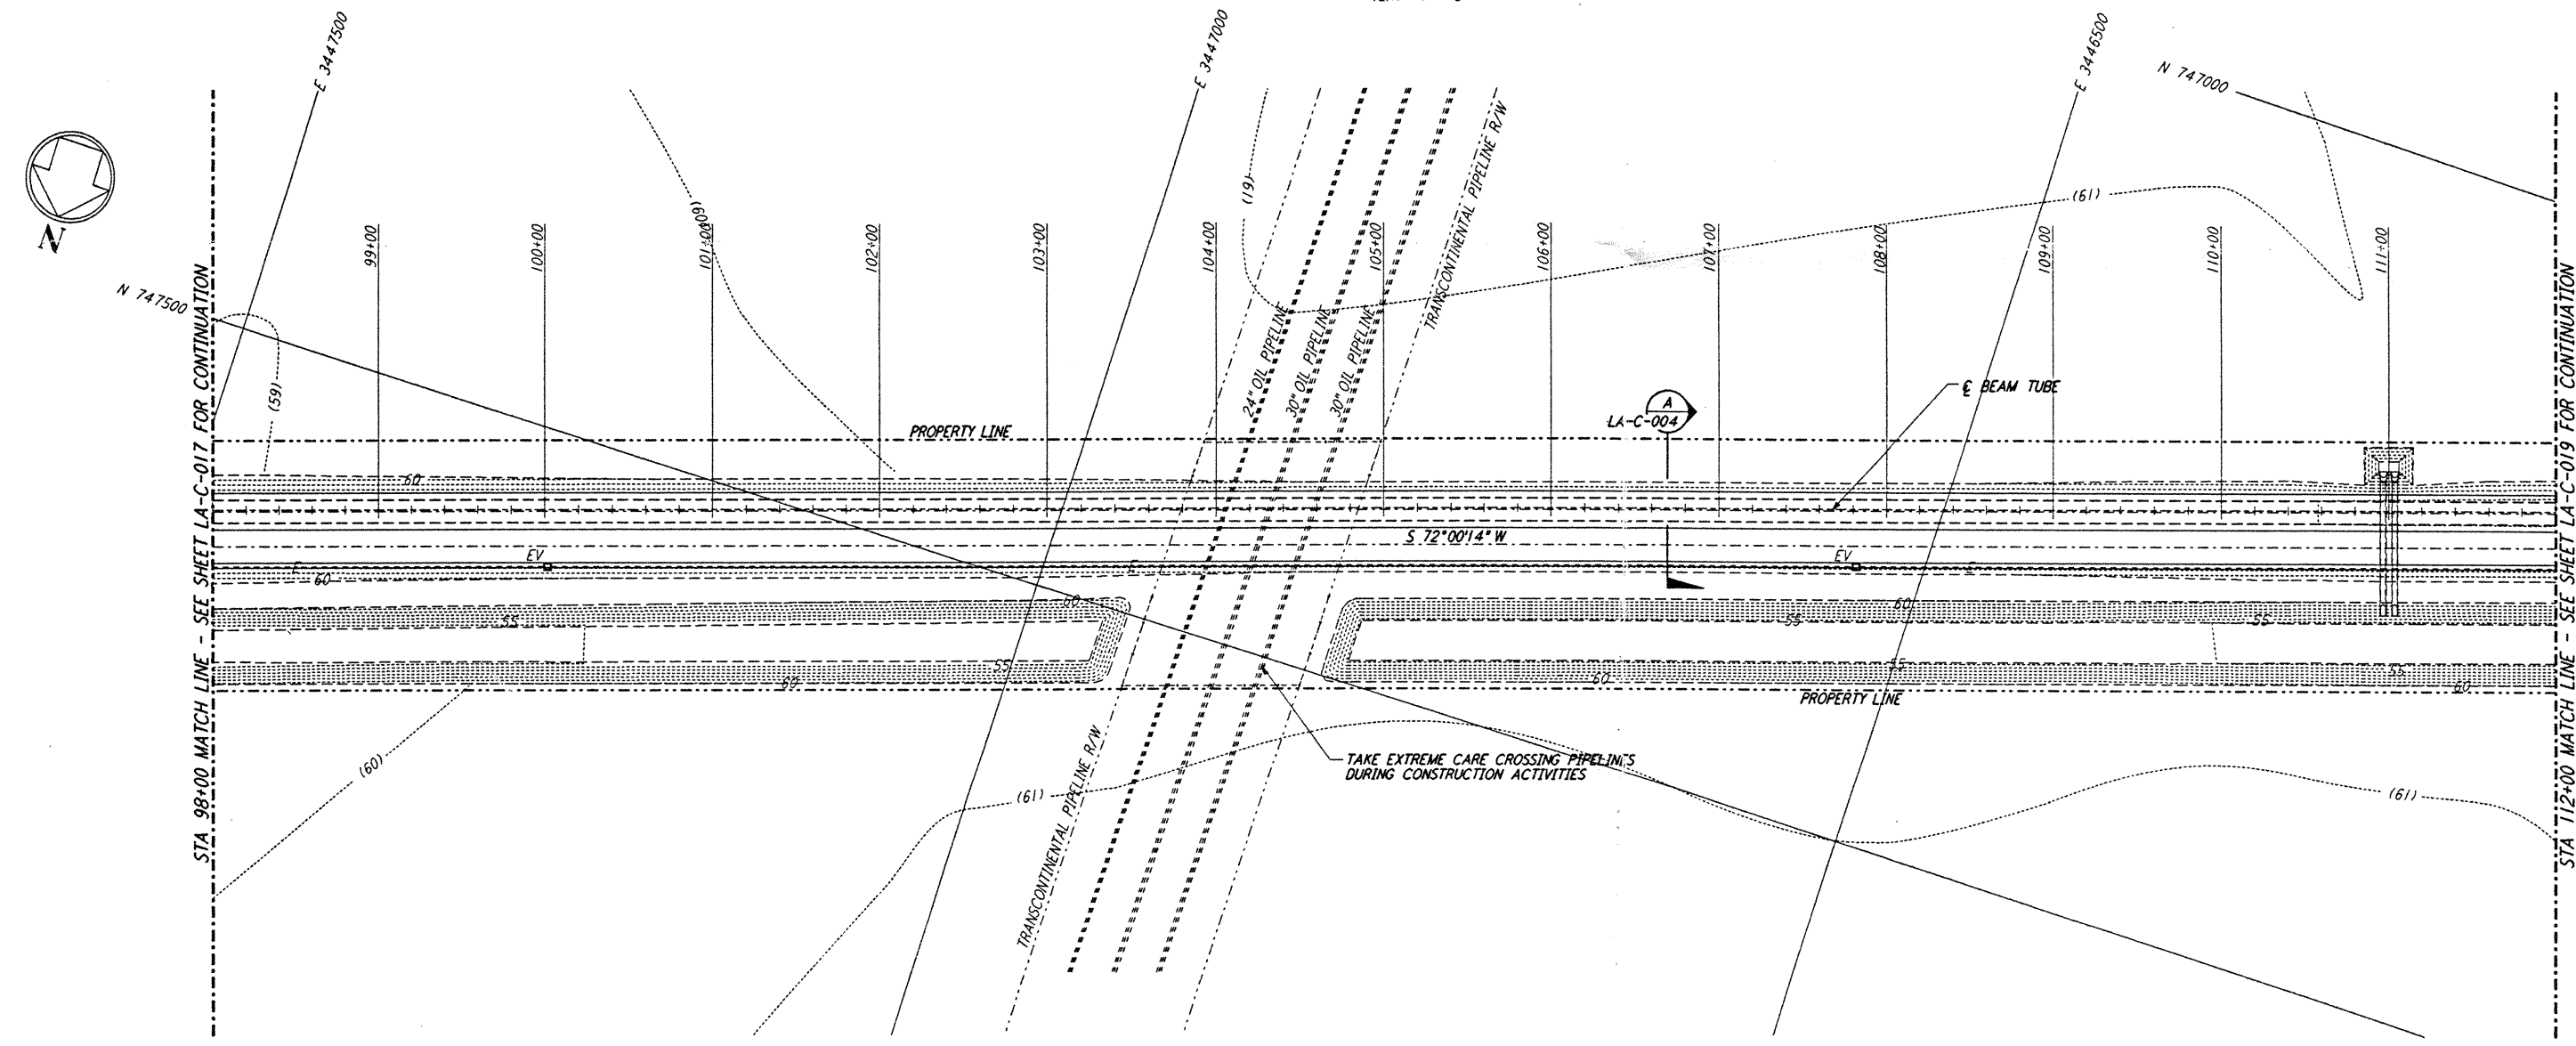 E 3447500
E 3447000
E 3446500
N 747000
N
N 747500
99+00
100+00
101+00
102+00
103+00
104+00
105+00
106+00
107+00
108+00
109+00
110+00
111+00
(60)
(61)
(61)
(59)
TRANSCONTINENTAL PIPELINE R/W
24" OIL PIPELINE
30" OIL PIPELINE
30" OIL PIPELINE
STA 98+00 MATCH LINE - SEE SHEET LA-C-017 FOR CONTINUATION
STA 112+00 MATCH LINE - SEE SHEET LA-C-019 FOR CONTINUATION
℄ BEAM TUBE
A
LA-C-004
PROPERTY LINE
60
S 72°00'14" W
EV
EV
E
E
E
60
60
60
55
55
55
55
55
55
60
60
60
PROPERTY LINE
TRANSCONTINENTAL PIPELINE R/W
TAKE EXTREME CARE CROSSING PIPELINES
DURING CONSTRUCTION ACTIVITIES
(60)
(61)
(61)